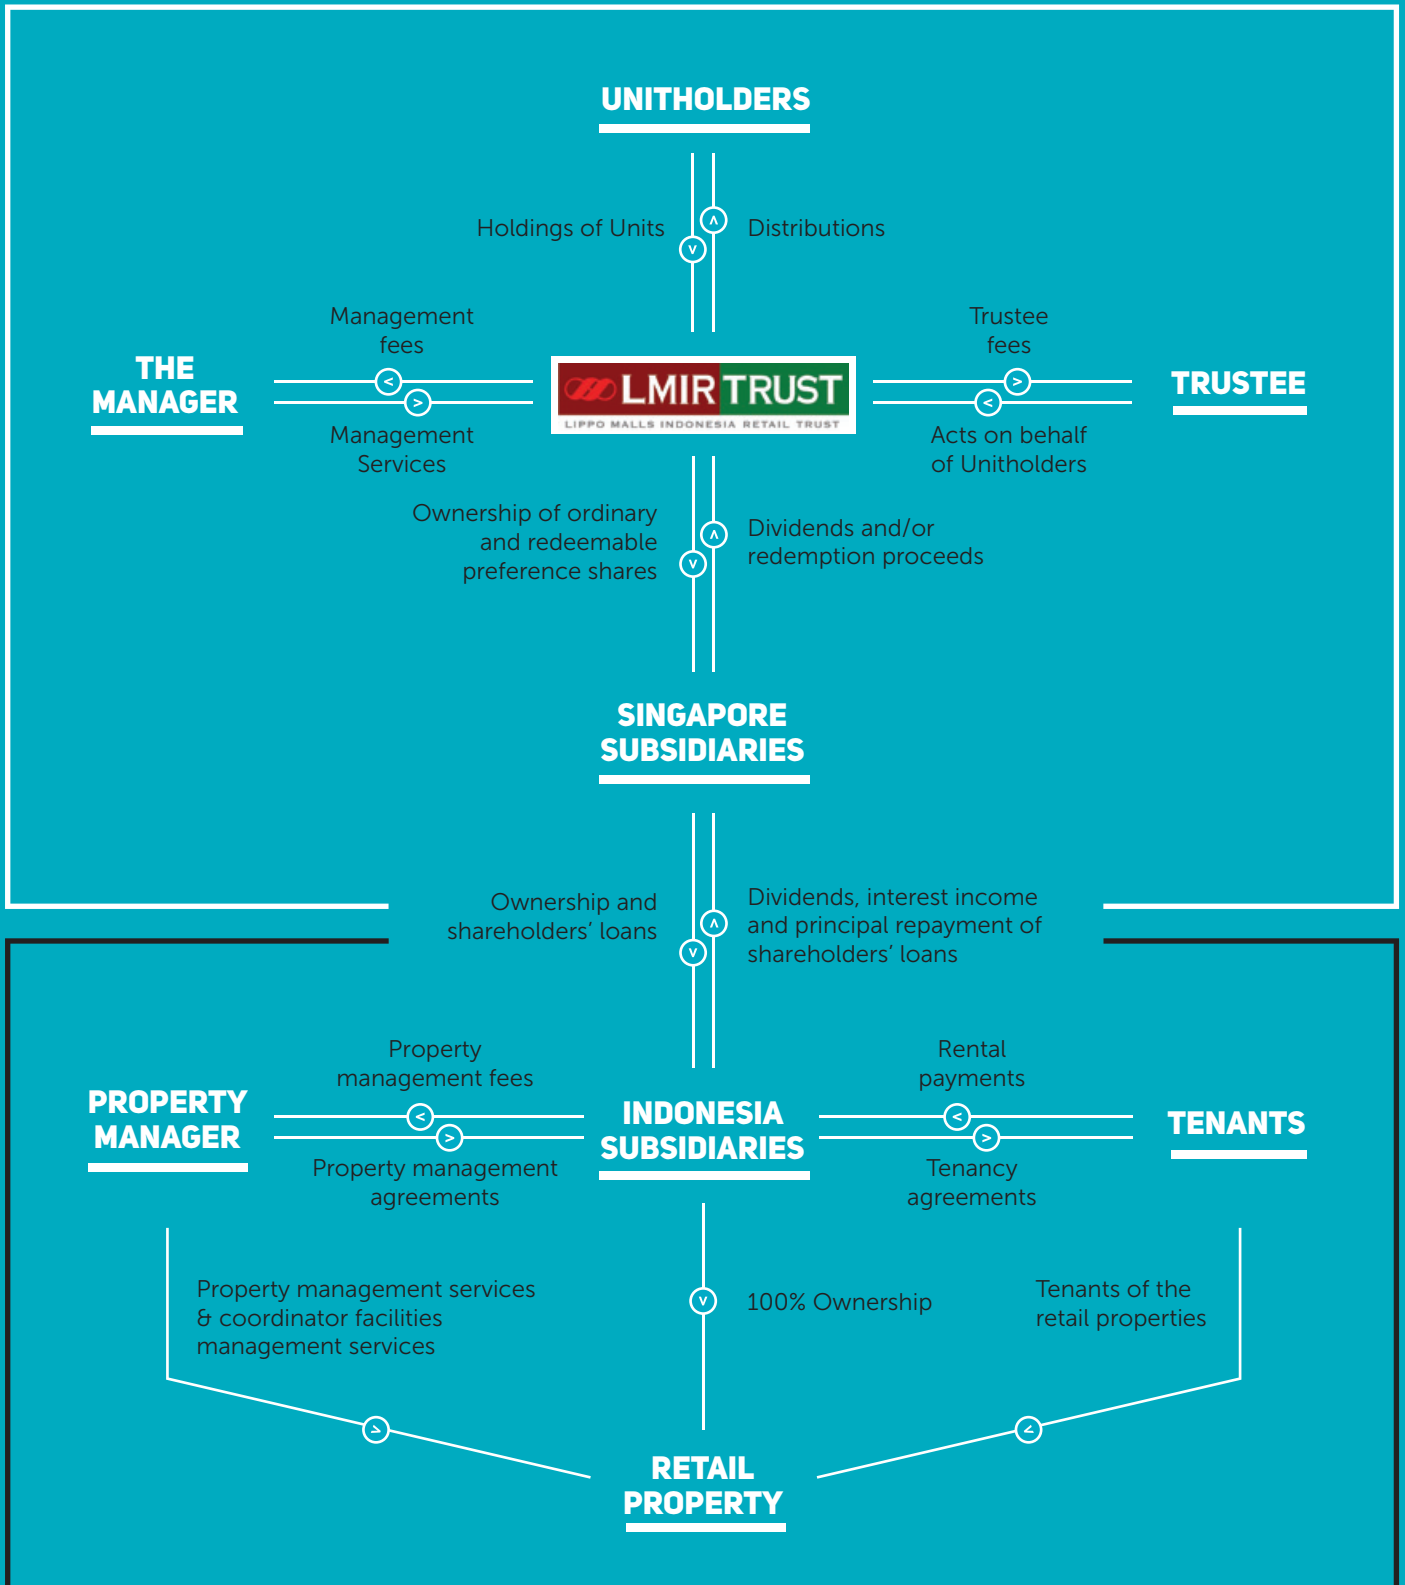 UNITHOLDERS
Holdings of Units
Distributions
Management
fees
Trustee
fees
THE
MANAGER
LMIR TRUST
LIPPO MALLS INDONESIA RETAIL TRUST
TRUSTEE
Management
Services
Acts on behalf
of Unitholders
Ownership of ordinary
and redeemable
preference shares
Dividends and/or
redemption proceeds
SINGAPORE
SUBSIDIARIES
Ownership and
shareholders' loans
Dividends, interest income
and principal repayment of
shareholders' loans
Property
management fees
Rental
payments
PROPERTY
MANAGER
INDONESIA
SUBSIDIARIES
TENANTS
Property management
agreements
Tenancy
agreements
Property management services
& coordinator facilities
management services
100% Ownership
Tenants of the
retail properties
RETAIL
PROPERTY